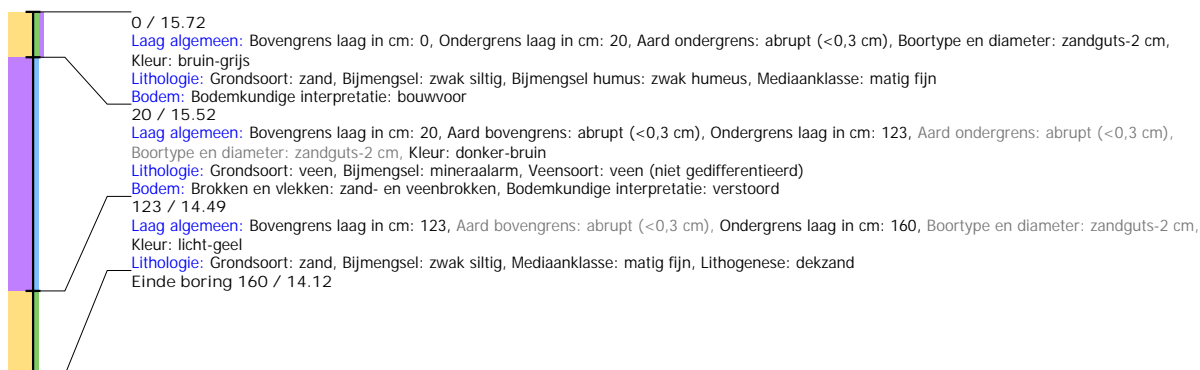 0 / 15.72
Laag algemeen: Bovengrens laag in cm: 0, Ondergrens laag in cm: 20, Aard ondergrens: abrupt (<0,3 cm), Boortype en diameter: zandguts-2 cm,
Kleur: bruin-grijs
Lithologie: Grondsoort: zand, Bijmengsel: zwak siltig, Bijmengsel humus: zwak humeus, Mediaanklasse: matig fijn
Bodem: Bodemkundige interpretatie: bouwvoor
20 / 15.52
Laag algemeen: Bovengrens laag in cm: 20, Aard bovengrens: abrupt (<0,3 cm), Ondergrens laag in cm: 123, Aard ondergrens: abrupt (<0,3 cm),
Boortype en diameter: zandguts-2 cm, Kleur: donker-bruin
Lithologie: Grondsoort: veen, Bijmengsel: mineraalarm, Veensoort: veen (niet gedifferentieerd)
Bodem: Brokken en vlekken: zand- en veenbrokken, Bodemkundige interpretatie: verstoord
123 / 14.49
Laag algemeen: Bovengrens laag in cm: 123, Aard bovengrens: abrupt (<0,3 cm), Ondergrens laag in cm: 160, Boortype en diameter: zandguts-2 cm,
Kleur: licht-geel
Lithologie: Grondsoort: zand, Bijmengsel: zwak siltig, Mediaanklasse: matig fijn, Lithogenese: dekzand
Einde boring 160 / 14.12